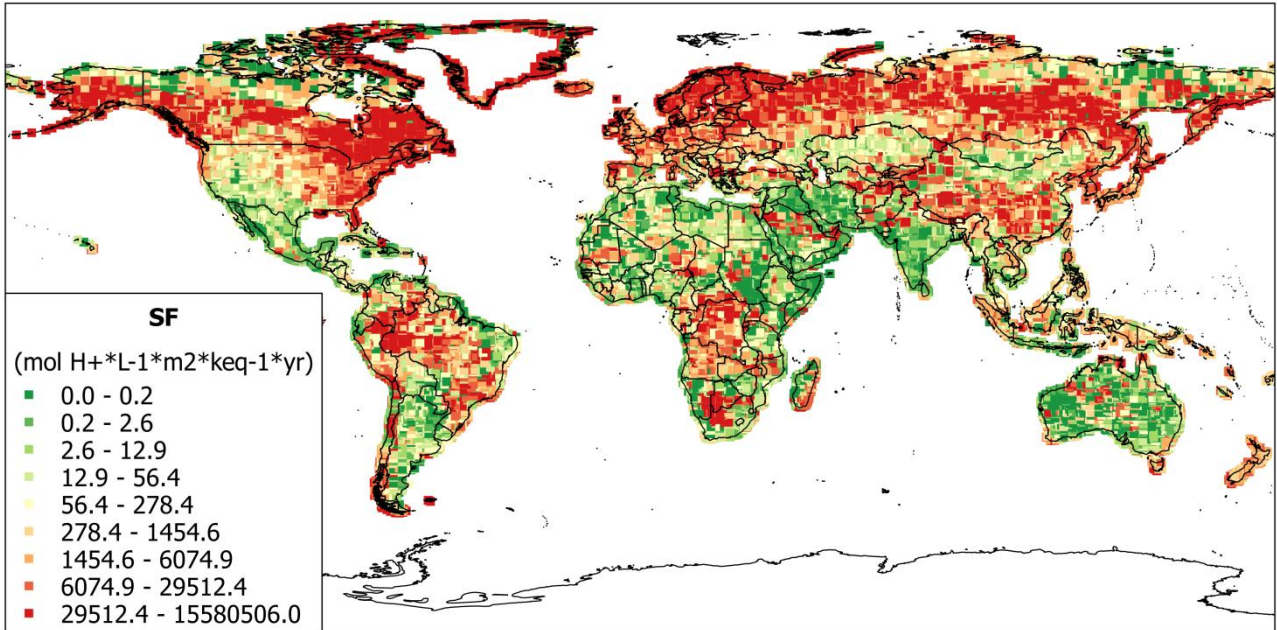 SF
(mol H+*L-1*m2*keq-1*yr)
0.0 - 0.2
0.2 - 2.6
2.6 - 12.9
12.9 - 56.4
56.4 - 278.4
278.4 - 1454.6
1454.6 - 6074.9
6074.9 - 29512.4
29512.4 - 15580506.0